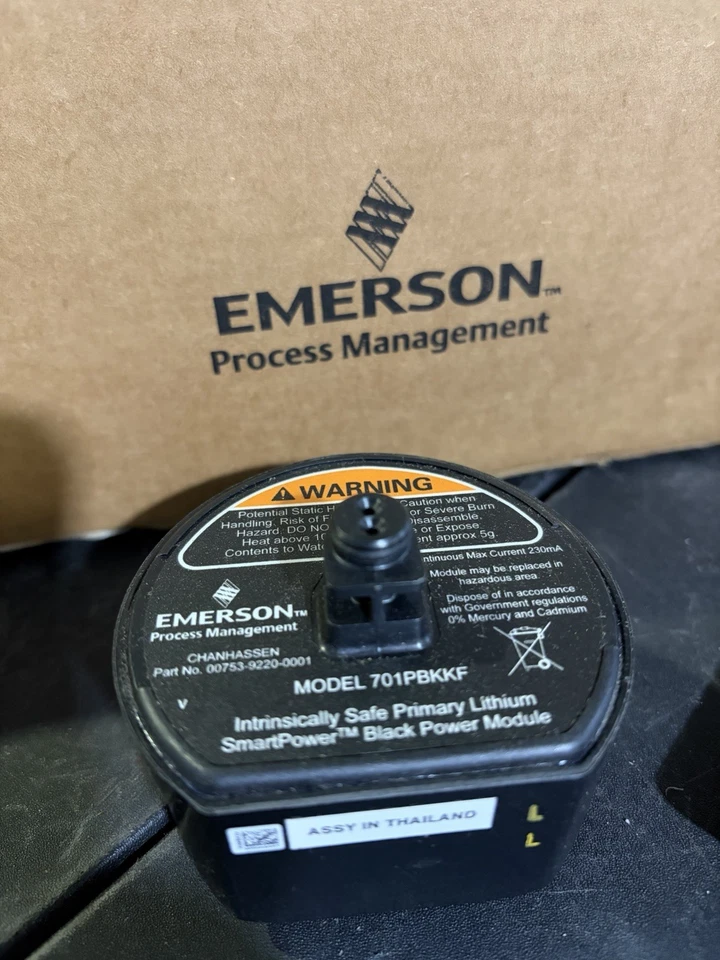 EMERSON™
Process Management
WARNING
Potential Static Caution when
Handling. Risk of or Severe Burn
Hazard. DO NO Disassemble,
Heat above 10 or Expose
Contents to Wat ent approx 5g.
ntinuous Max Current 230mA
Module may be replaced in
hazardous area
Dispose of in accordance
with Government regulations
0% Mercury and Cadmium
EMERSON™
Process Management
CHANHASSEN
Part No. 00753-9220-0001
V
MODEL 701PBKKF
Intrinsically Safe Primary Lithium
SmartPower™ Black Power Module
ASSY IN THAILAND
L
L